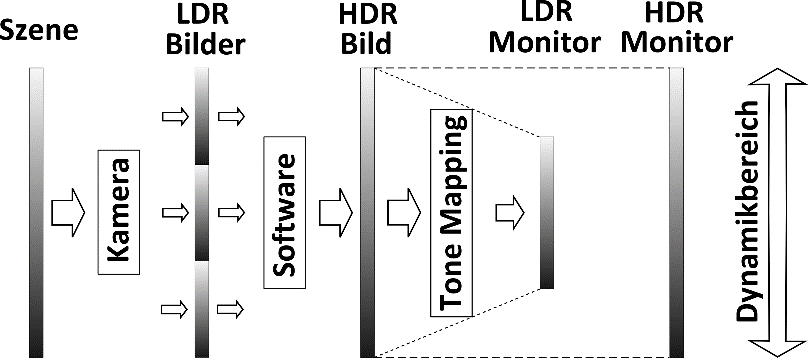 Szene
LDR
Bilder
HDR
Bild
LDR
Monitor
HDR
Monitor
Kamera
Software
Tone Mapping
Dynamikbereich